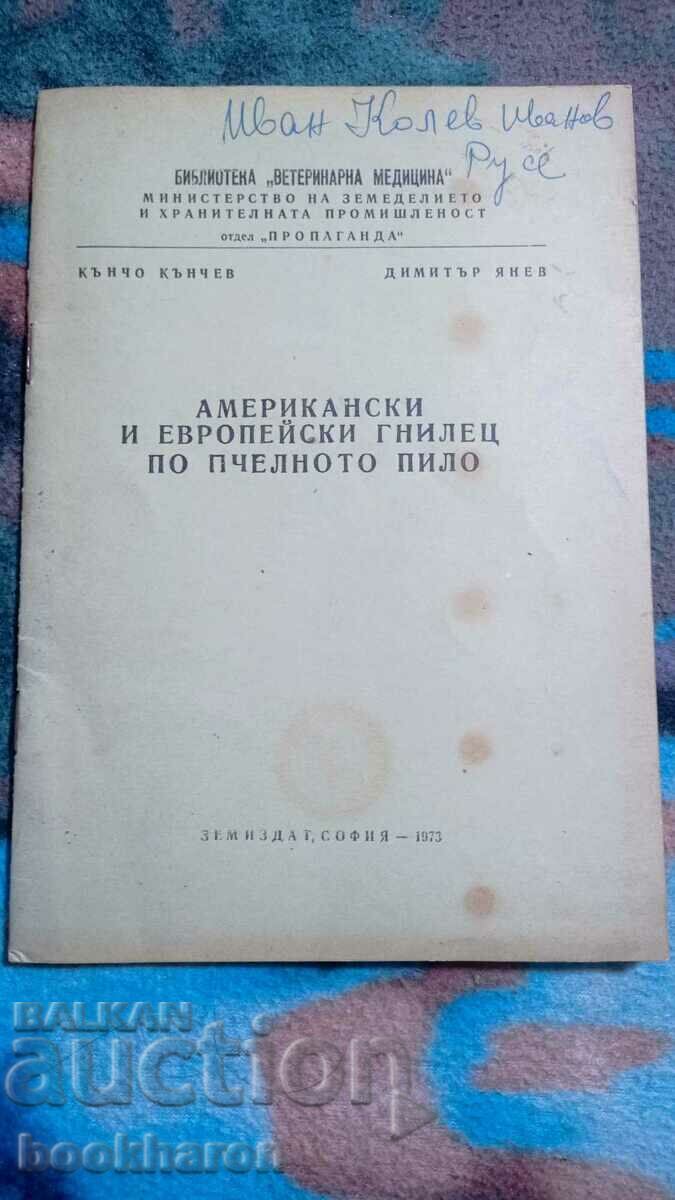 Иван Колев Иванов
Русе
БИБЛИОТЕКА „ВЕТЕРИНАРНА МЕДИЦИНА“
МИНИСТЕРСТВО НА ЗЕМЕДЕЛИЕТО
И ХРАНИТЕЛНАТА ПРОМИШЛЕНОСТ
отдел „ПРОПАГАНДА“
КЪНЧО КЪНЧЕВ ДИМИТЪР ЯНЕВ
АМЕРИКАНСКИ
И ЕВРОПЕЙСКИ ГНИЛЕЦ
ПО ПЧЕЛНОТО ПИЛО
ЗЕМИЗДАТ, СОФИЯ — 1973
BALKAN
auction
bookharon